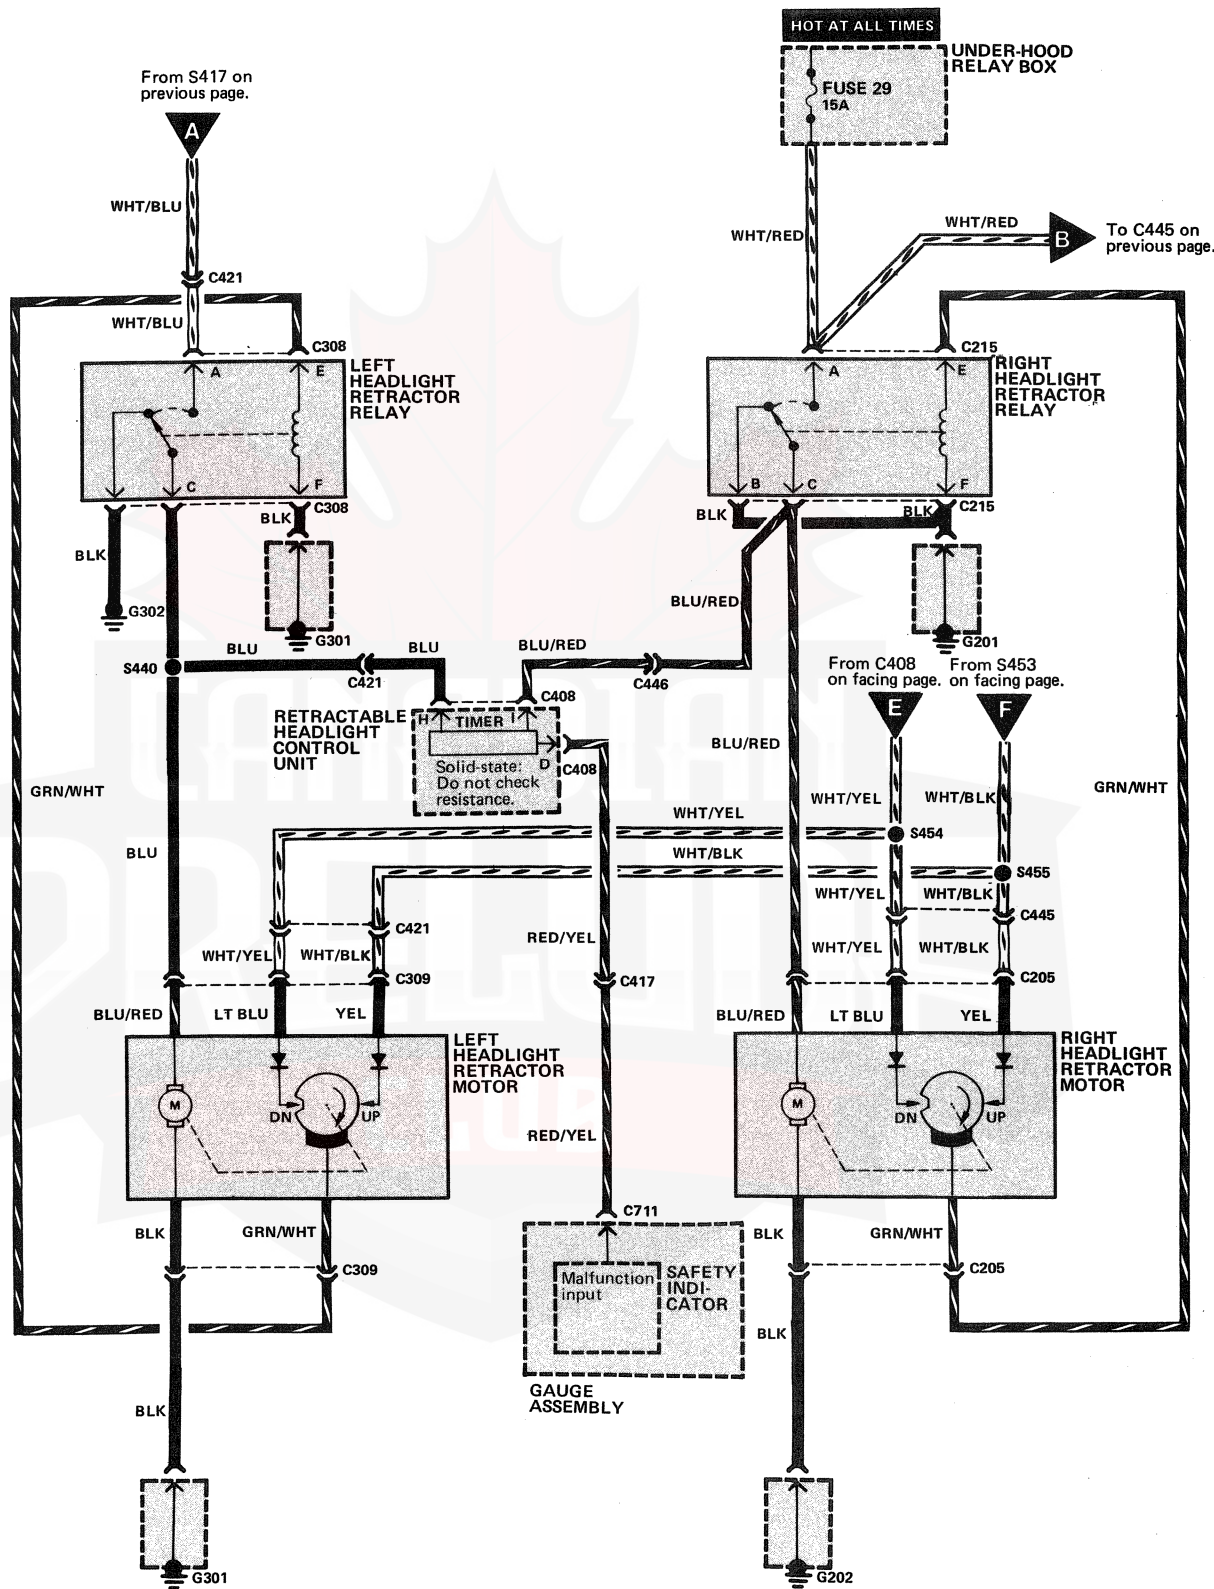 HOT AT ALL TIMES
UNDER-HOOD
RELAY BOX
FUSE 29
15A
From S417 on
previous page.
A
WHT/BLU
C421
WHT/BLU
WHT/RED
WHT/RED
B
To C445 on
previous page.
C308
A
E
LEFT
HEADLIGHT
RETRACTOR
RELAY
C
F
C308
C215
A
E
RIGHT
HEADLIGHT
RETRACTOR
RELAY
B
C
F
C215
BLK
BLK
G302
G301
BLK
BLK
G201
BLU/RED
S440
BLU
C421
BLU
BLU/RED
C446
C408
RETRACTABLE
HEADLIGHT
CONTROL
UNIT
H
TIMER
I
D
Solid-state:
Do not check
resistance.
C408
From C408
on facing page.
From S453
on facing page.
E
F
BLU/RED
WHT/YEL
WHT/BLK
GRN/WHT
GRN/WHT
BLU
WHT/YEL
S454
WHT/BLK
S455
WHT/YEL
WHT/BLK
C445
C421
WHT/YEL
WHT/BLK
C309
RED/YEL
C417
WHT/YEL
WHT/BLK
C205
BLU/RED
LT BLU
YEL
LEFT
HEADLIGHT
RETRACTOR
MOTOR
M
DN
UP
BLU/RED
LT BLU
YEL
RIGHT
HEADLIGHT
RETRACTOR
MOTOR
M
DN
UP
RED/YEL
C711
BLK
GRN/WHT
C309
BLK
GRN/WHT
C205
Malfunction
input
SAFETY
INDI-
CATOR
GAUGE
ASSEMBLY
BLK
BLK
G301
G202
CANADIAN
PRELUDE
CLUB